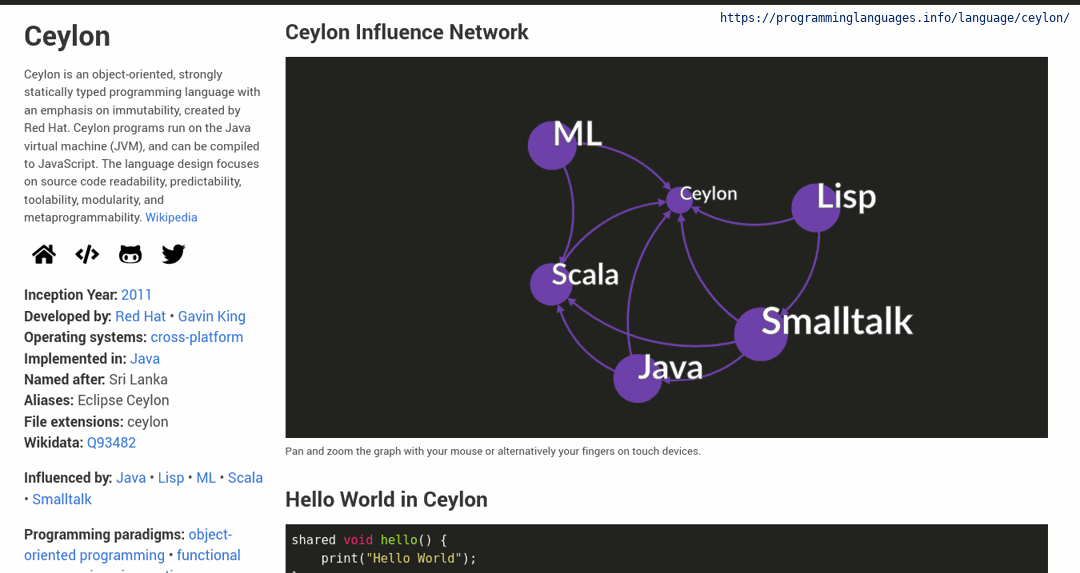 https://programminglanguages.info/language/ceylon/
Ceylon
Ceylon is an object-oriented, strongly
statically typed programming language with
an emphasis on immutability, created by
Red Hat. Ceylon programs run on the Java
virtual machine (JVM), and can be compiled
to JavaScript. The language design focuses
on source code readability, predictability,
toolability, modularity, and
metaprogrammability. Wikipedia
Inception Year: 2011
Developed by: Red Hat • Gavin King
Operating systems: cross-platform
Implemented in: Java
Named after: Sri Lanka
Aliases: Eclipse Ceylon
File extensions: ceylon
Wikidata: Q93482
Influenced by: Java • Lisp • ML • Scala
• Smalltalk
Programming paradigms: object-
oriented programming • functional
Ceylon Influence Network
ML
Ceylon
Lisp
Scala
Smalltalk
Java
Pan and zoom the graph with your mouse or alternatively your fingers on touch devices.
Hello World in Ceylon
shared void hello() {
    print("Hello World");